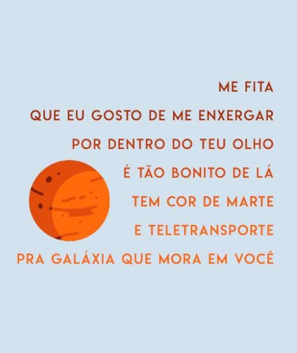 ME FITA
QUE EU GOSTO DE ME ENXERGAR
POR DENTRO DO TEU OLHO
É TÃO BONITO DE LÁ
TEM COR DE MARTE
E TELETRANSPORTE
PRA GALÁXIA QUE MORA EM VOCÊ